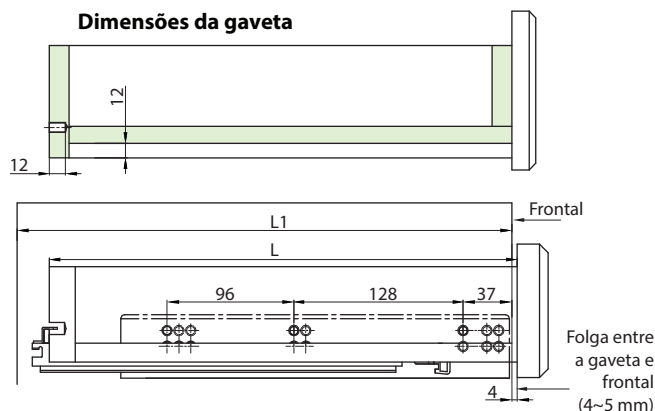 Dimensões da gaveta
12
12
Frontal
L1
L
96
128
37
Folga entre
a gaveta e
frontal
(4~5 mm)
4